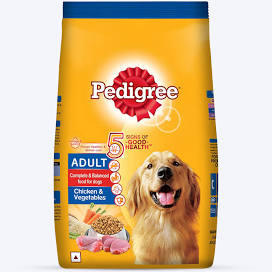 Pedigree
5 SIGNS OF
GOOD
HEALTH
ADULT
Complete & Balanced
food for dogs
Chicken &
Vegetables